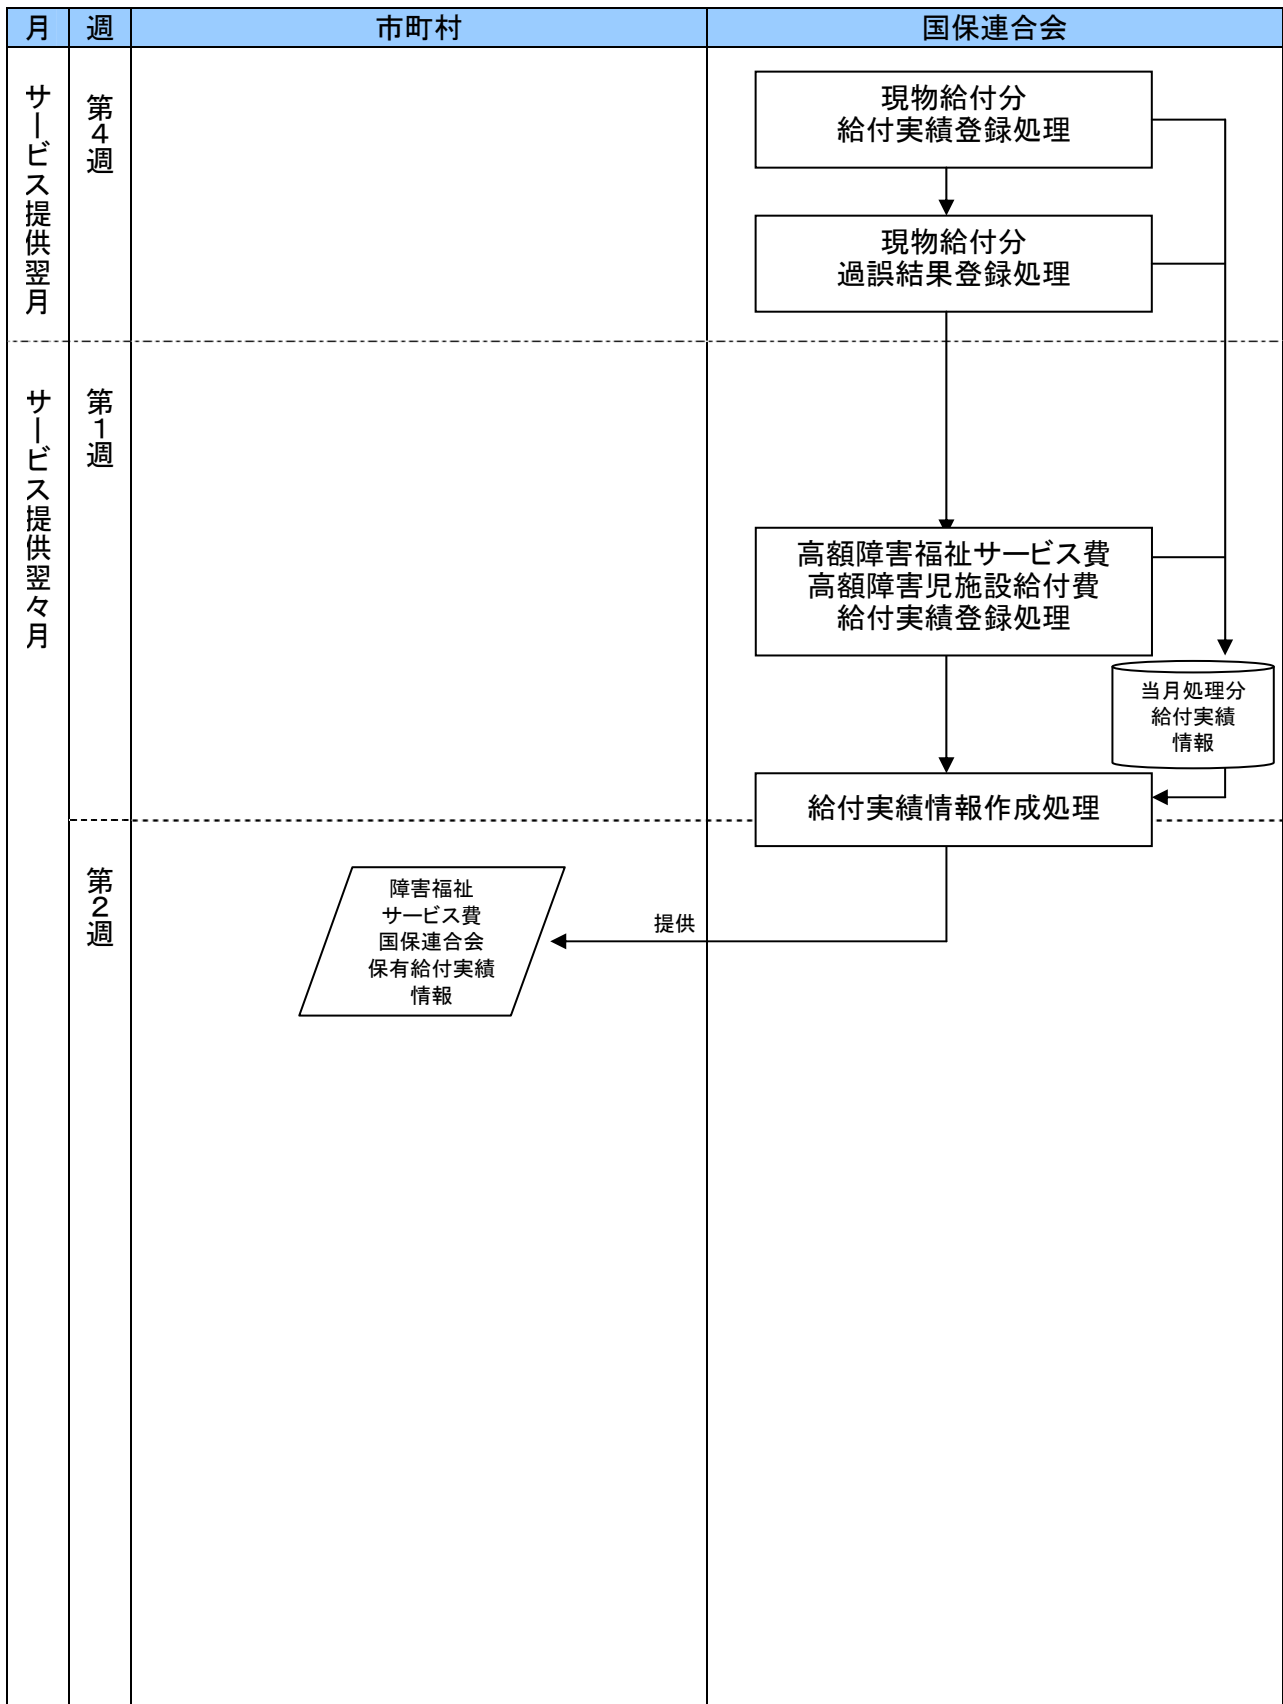 月
週
市町村
国保連合会
サービス提供翌月
第4週
現物給付分
給付実績登録処理
現物給付分
過誤結果登録処理
サービス提供翌々月
第1週
高額障害福祉サービス費
高額障害児施設給付費
給付実績登録処理
当月処理分
給付実績
情報
給付実績情報作成処理
第2週
障害福祉
サービス費
国保連合会
保有給付実績
情報
提供